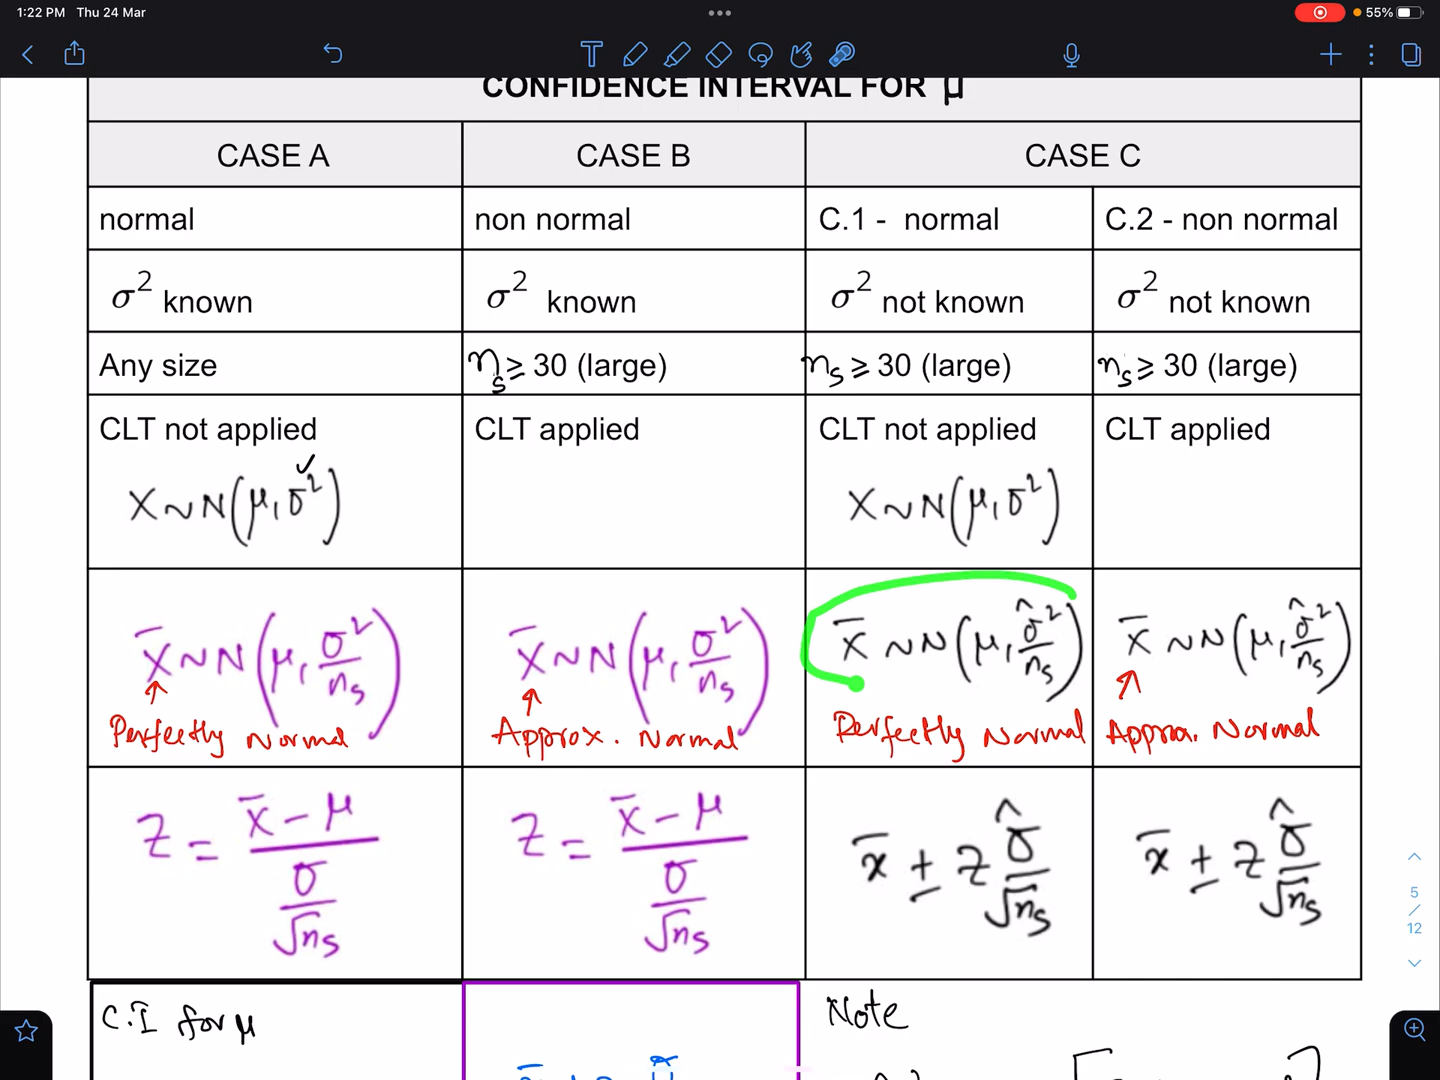 1:22 PM Thu 24 Mar
55%
CONFIDENCE INTERVAL FOR μ
CASE A CASE B CASE C
normal non normal C.1 - normal C.2 - non normal
σ² known σ² known σ² not known σ² not known
Any size nₛ ⩾ 30 (large) nₛ ⩾ 30 (large) nₛ ⩾ 30 (large)
CLT not applied CLT applied CLT not applied CLT applied
X ~ N(μ, σ²) X ~ N(μ, σ²)
x̄ ~ N(μ, σ²/nₛ) x̄ ~ N(μ, σ²/nₛ) x̄ ~ N(μ, σ̂²/nₛ) x̄ ~ N(μ, σ̂²/nₛ)
Perfectly Normal Approx. Normal Perfectly Normal Approx. Normal
Z = (x̄ - μ)/(σ/√nₛ) Z = (x̄ - μ)/(σ/√nₛ) x̄ ± Z σ̂/√nₛ x̄ ± Z σ̂/√nₛ
5
/
12
C.I for μ Note